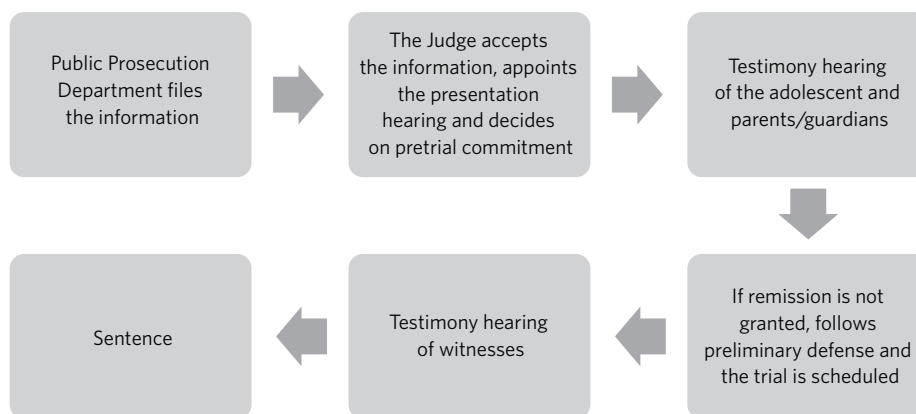 Public Prosecution
Department files
the information
The Judge accepts
the information, appoints
the presentation
hearing and decides
on pretrial commitment
Testimony hearing
of the adolescent and
parents/guardians
If remission is not
granted, follows
preliminary defense and
the trial is scheduled
Testimony hearing
of witnesses
Sentence